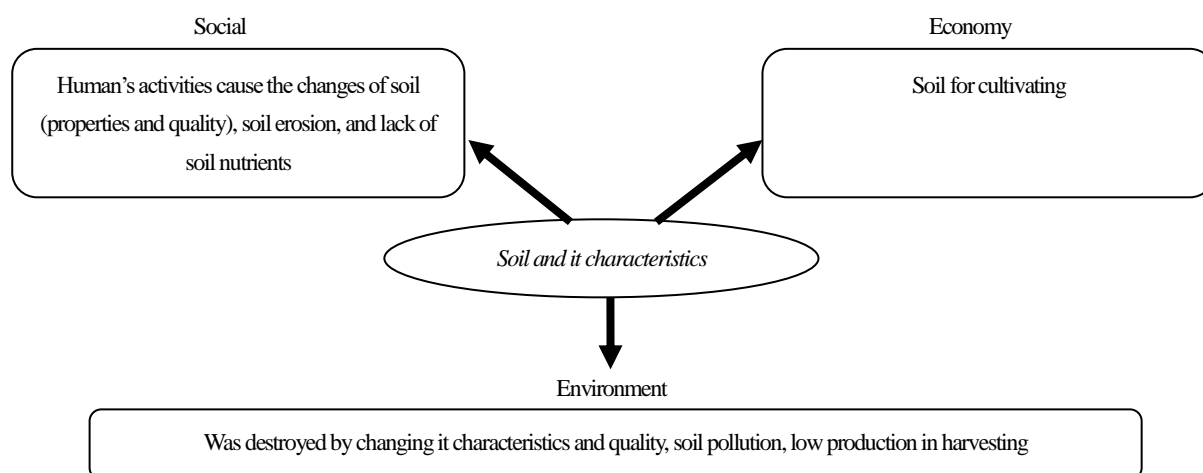 Social
Economy
Human’s activities cause the changes of soil
(properties and quality), soil erosion, and lack of
soil nutrients
Soil for cultivating
Soil and it characteristics
Environment
Was destroyed by changing it characteristics and quality, soil pollution, low production in harvesting